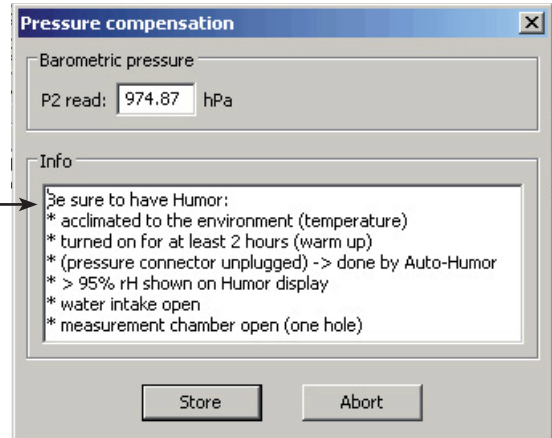 Pressure compensation
Barometric pressure
P2 read: 974.87 hPa
Info
Be sure to have Humor:
* acclimated to the environment (temperature)
* turned on for at least 2 hours (warm up)
* (pressure connector unplugged) -> done by Auto-Humor
* > 95% rH shown on Humor display
* water intake open
* measurement chamber open (one hole)
Store Abort